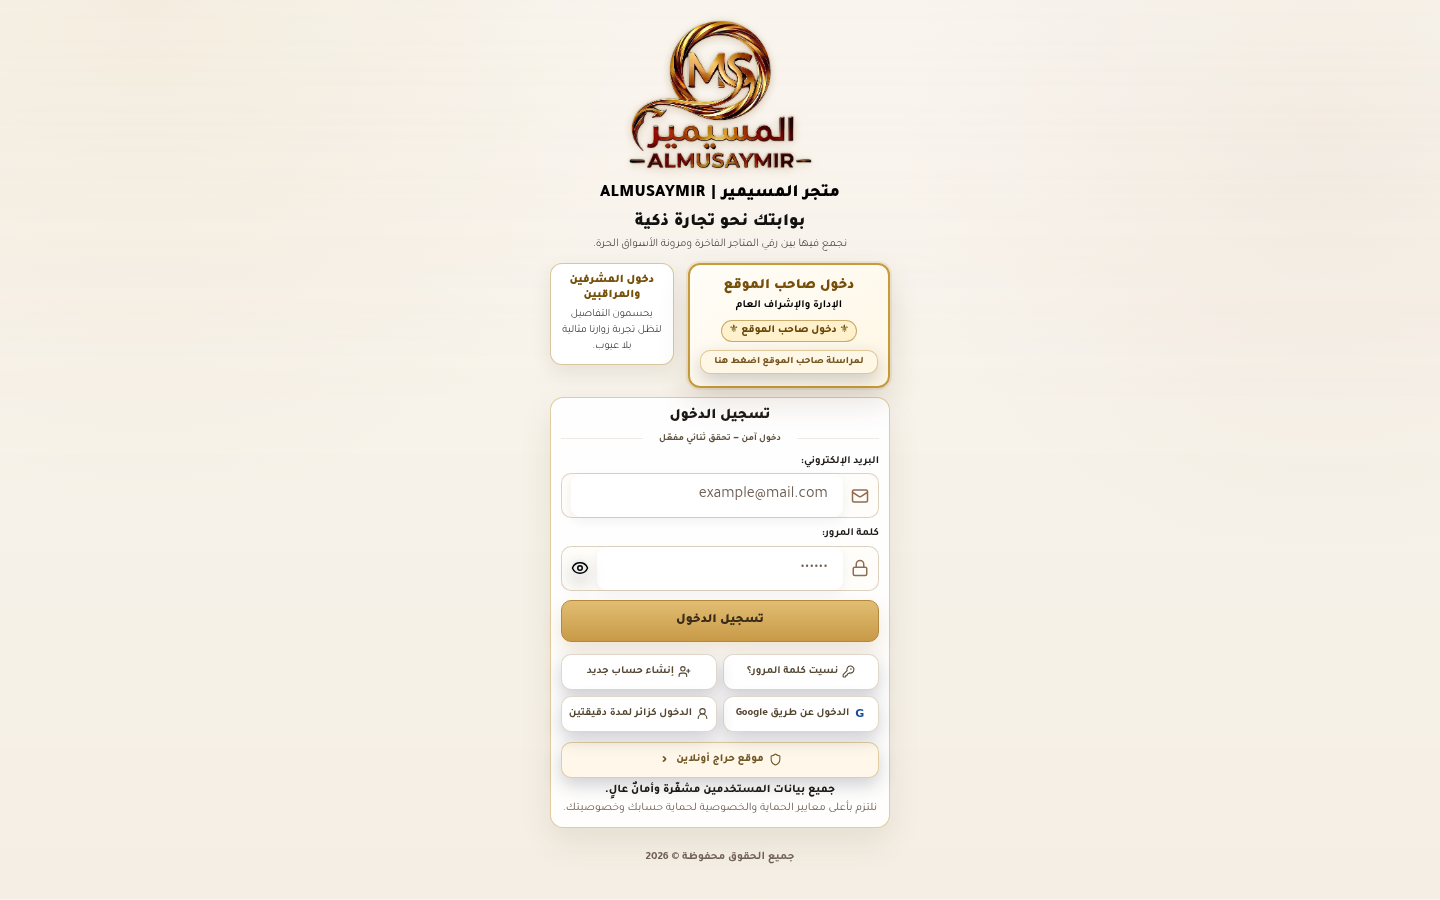 MS
المسيمير
ALMUSAYMIR
متجر المسيمير | ALMUSAYMIR
بوابتك نحو تجارة ذكية
نجمع فيها بين رقي المتاجر الفاخرة ومرونة الأسواق الحرة.
دخول صاحب الموقع
الإدارة والإشراف العام
⚜ دخول صاحب الموقع ⚜
لمراسلة صاحب الموقع اضغط هنا
دخول المشرفين
والمراقبين
يحسمون التفاصيل
لتظل تجربة زوارنا مثالية
بلا عيوب.
تسجيل الدخول
دخول آمن – تحقق ثنائي مفعّل
البريد الإلكتروني:
example@mail.com
كلمة المرور:
••••••
تسجيل الدخول
نسيت كلمة المرور؟
إنشاء حساب جديد
G الدخول عن طريق Google
الدخول كزائر لمدة دقيقتين
موقع حراج أونلاين ›
جميع بيانات المستخدمين مشفّرة وأمانٌ عالٍ.
نلتزم بأعلى معايير الحماية والخصوصية لحماية حسابك وخصوصيتك.
جميع الحقوق محفوظة © 2026